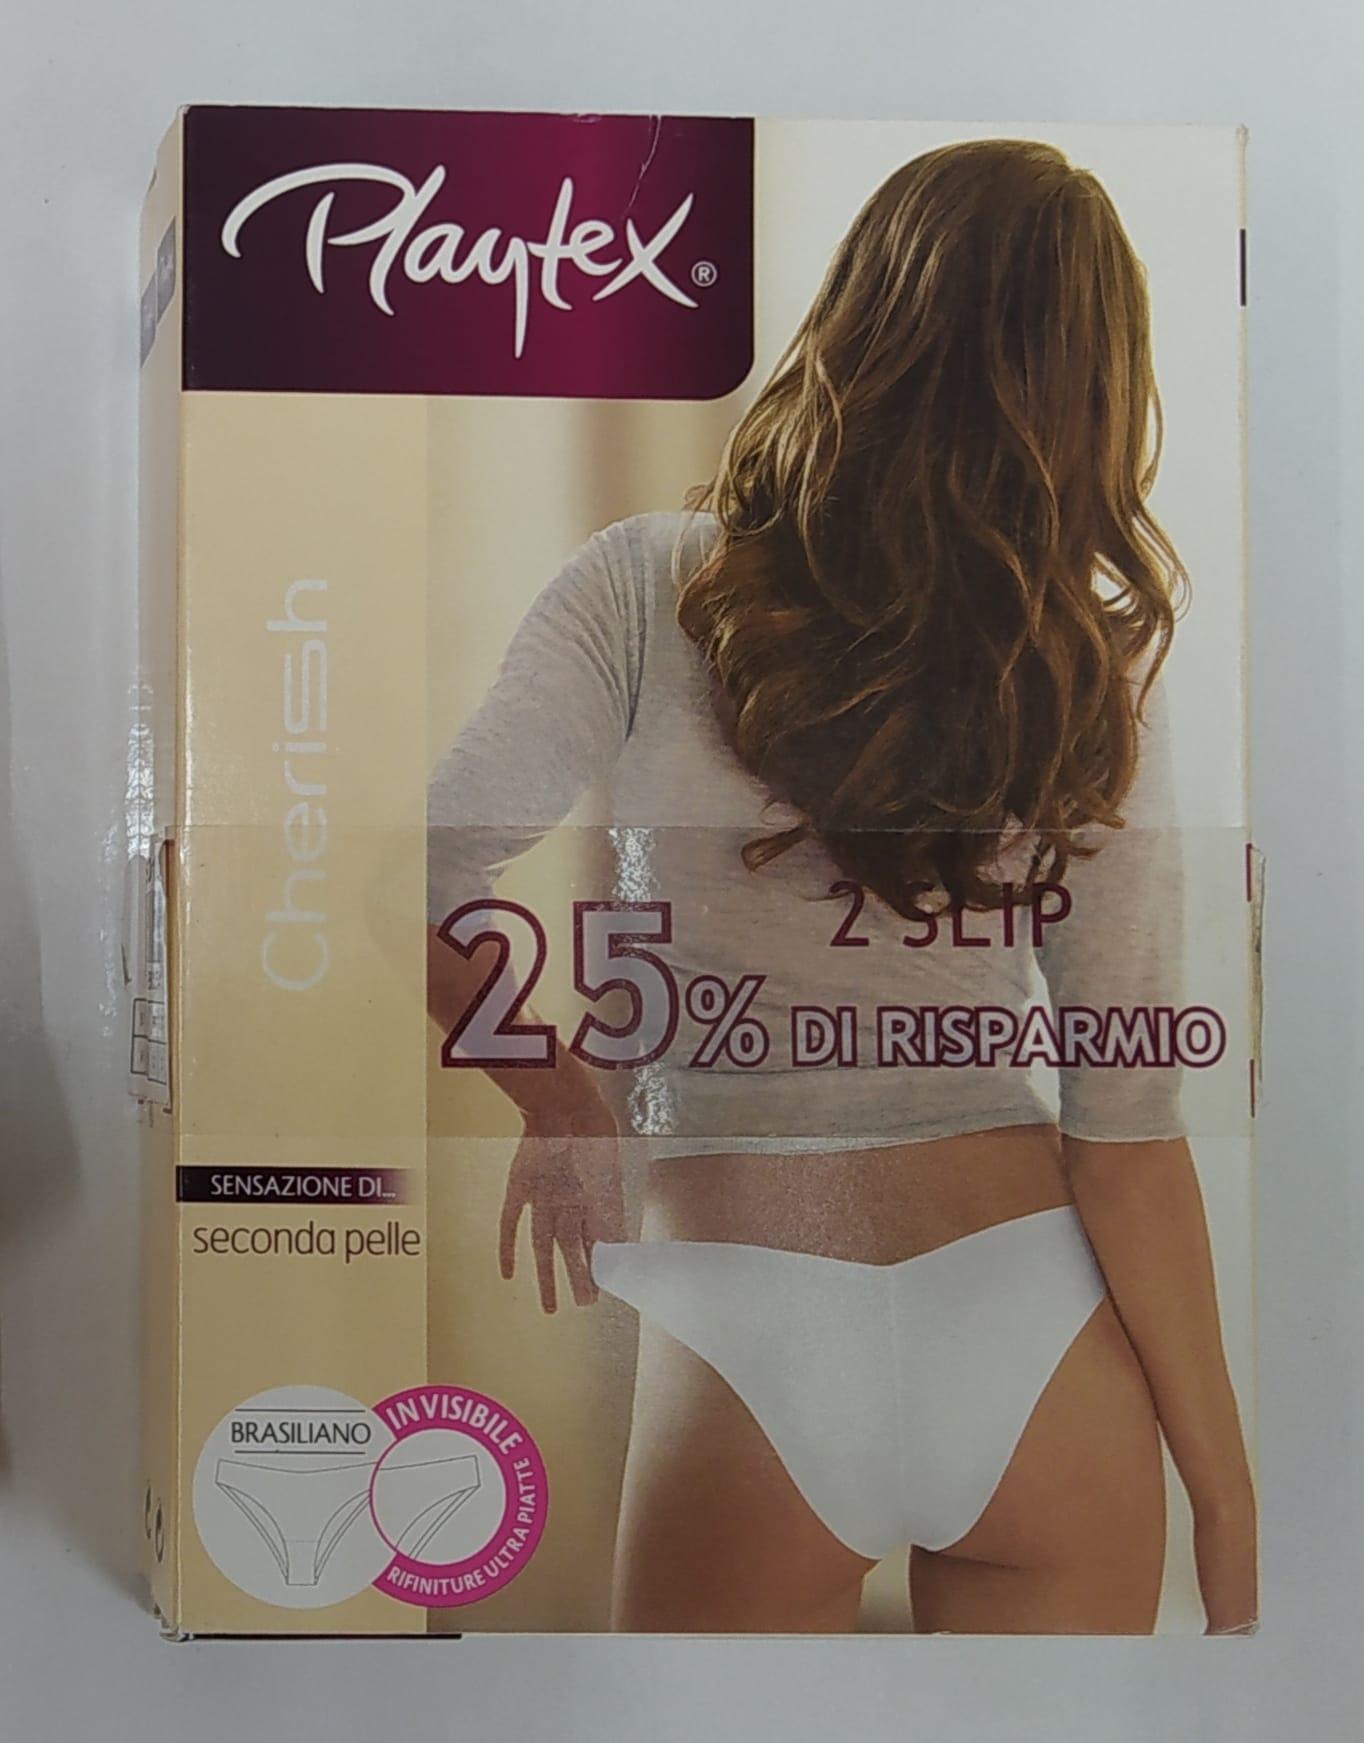 Playtex®
Cherish
2 SLIP
25% DI RISPARMIO
SENSAZIONE DI...
seconda pelle
BRASILIANO
INVISIBILE
RIFINITURE ULTRA PIATTE